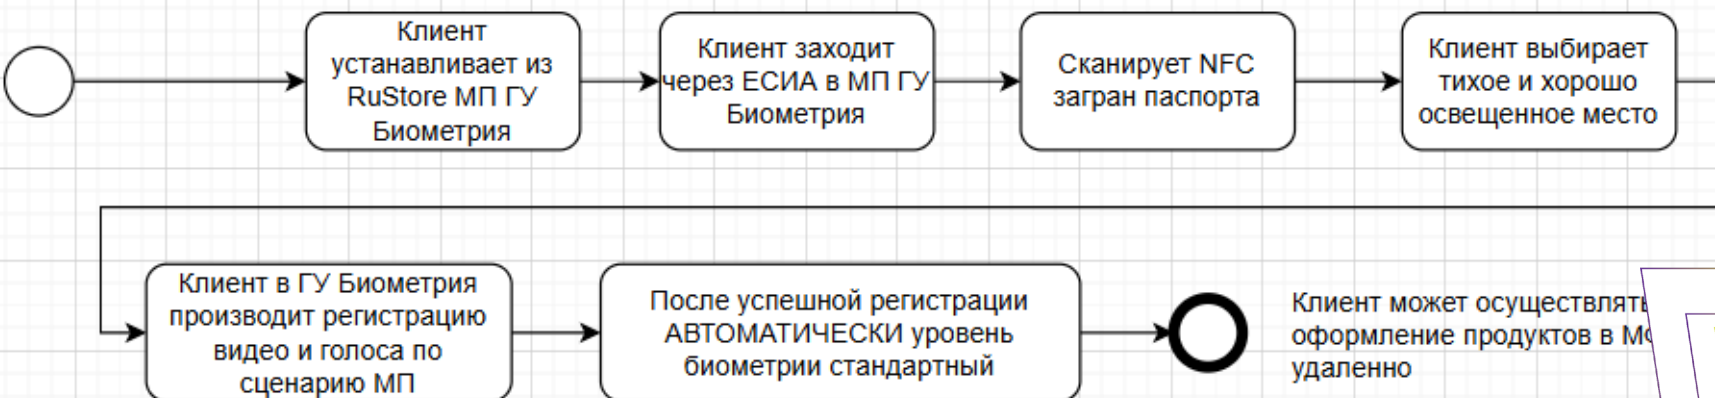 Клиент
устанавливает из
RuStore МП ГУ
Биометрия
Клиент заходит
через ЕСИА в МП ГУ
Биометрия
Сканирует NFC
загран паспорта
Клиент выбирает
тихое и хорошо
освещенное место
Клиент в ГУ Биометрия
производит регистрацию
видео и голоса по
сценарию МП
После успешной регистрации
АВТОМАТИЧЕСКИ уровень
биометрии стандартный
Клиент может осуществлять
оформление продуктов в
удаленно